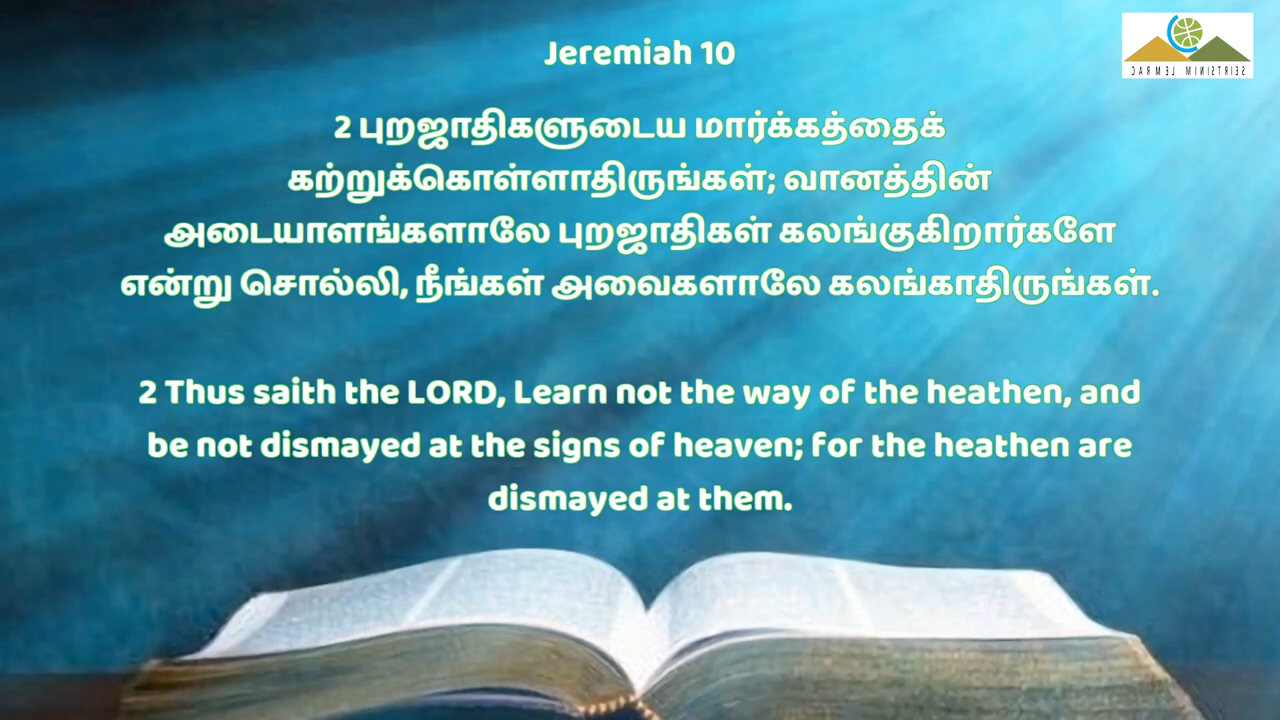 Jeremiah 10
CARMEL MINISTRIES
2 புறஜாதிகளுடைய மார்க்கத்தைக்
கற்றுக்கொள்ளாதிருங்கள்; வானத்தின்
அடையாளங்களாலே புறஜாதிகள் கலங்குகிறார்களே
என்று சொல்லி, நீங்கள் அவைகளாலே கலங்காதிருங்கள்.
2 Thus saith the LORD, Learn not the way of the heathen, and
be not dismayed at the signs of heaven; for the heathen are
dismayed at them.